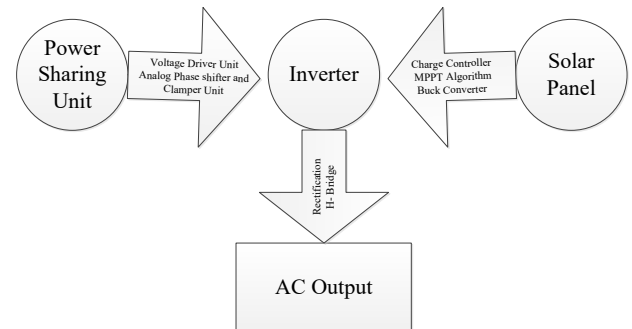 Power
Sharing
Unit
Voltage Driver Unit
Analog Phase shifter and
Clamper Unit
Inverter
Charge Controller
MPPT Algorithm
Buck Converter
Solar
Panel
Rectification
H- Bridge
AC Output